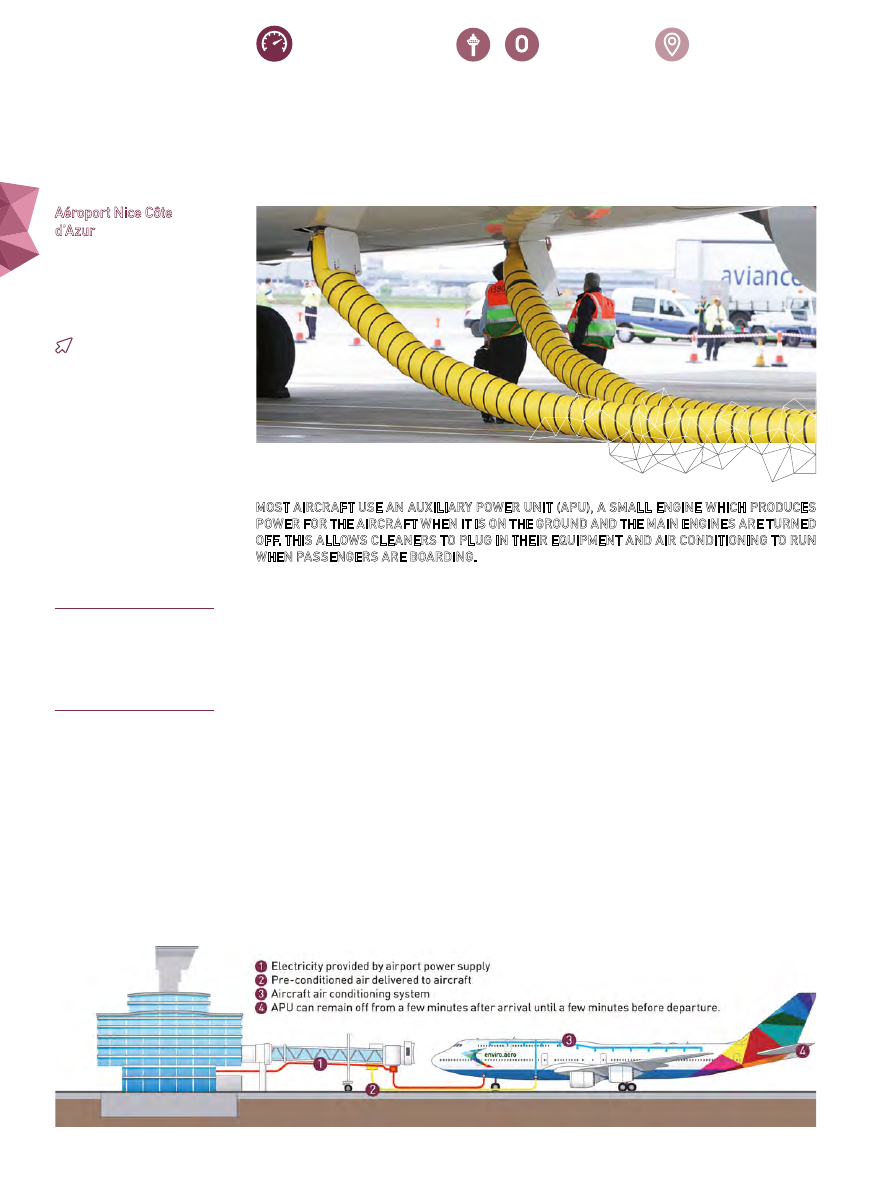 O
Aéroport Nice Côte
d'Azur
aviance
MOST AIRCRAFT USE AN AUXILIARY POWER UNIT (APU), A SMALL ENGINE WHICH PRODUCES
POWER FOR THE AIRCRAFT WHEN IT IS ON THE GROUND AND THE MAIN ENGINES ARE TURNED
OFF. THIS ALLOWS CLEANERS TO PLUG IN THEIR EQUIPMENT AND AIR CONDITIONING TO RUN
WHEN PASSENGERS ARE BOARDING.
1 Electricity provided by airport power supply
2 Pre-conditioned air delivered to aircraft
3 Aircraft air conditioning system
4 APU can remain off from a few minutes after arrival until a few minutes before departure.
3
enviro.aero
4
1
2